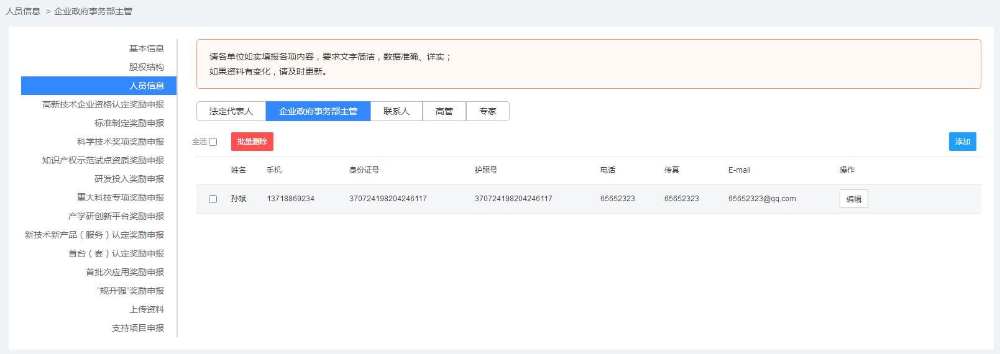 人员信息 > 企业政府事务部主管
基本信息
股权结构
人员信息
高新技术企业资格认定奖励申报
标准制定奖励申报
科学技术奖项奖励申报
知识产权示范试点资质奖励申报
研发投入奖励申报
重大科技专项奖励申报
产学研创新平台奖励申报
新技术新产品（服务）认定奖励申报
首台（套）认定奖励申报
首批次应用奖励申报
"规升强"奖励申报
上传资料
支持项目申报
请各单位如实填报各项内容，要求文字简洁，数据准确、详实；
如果资料有变化，请及时更新。
法定代表人 企业政府事务部主管 联系人 高管 专家
全选 批量删除 添加
姓名 手机 身份证号 护照号 电话 传真 E-mail 操作
孙斌 13718869234 370724198204246117 370724198204246117 65652323 65652323 65652323@qq.com 编辑